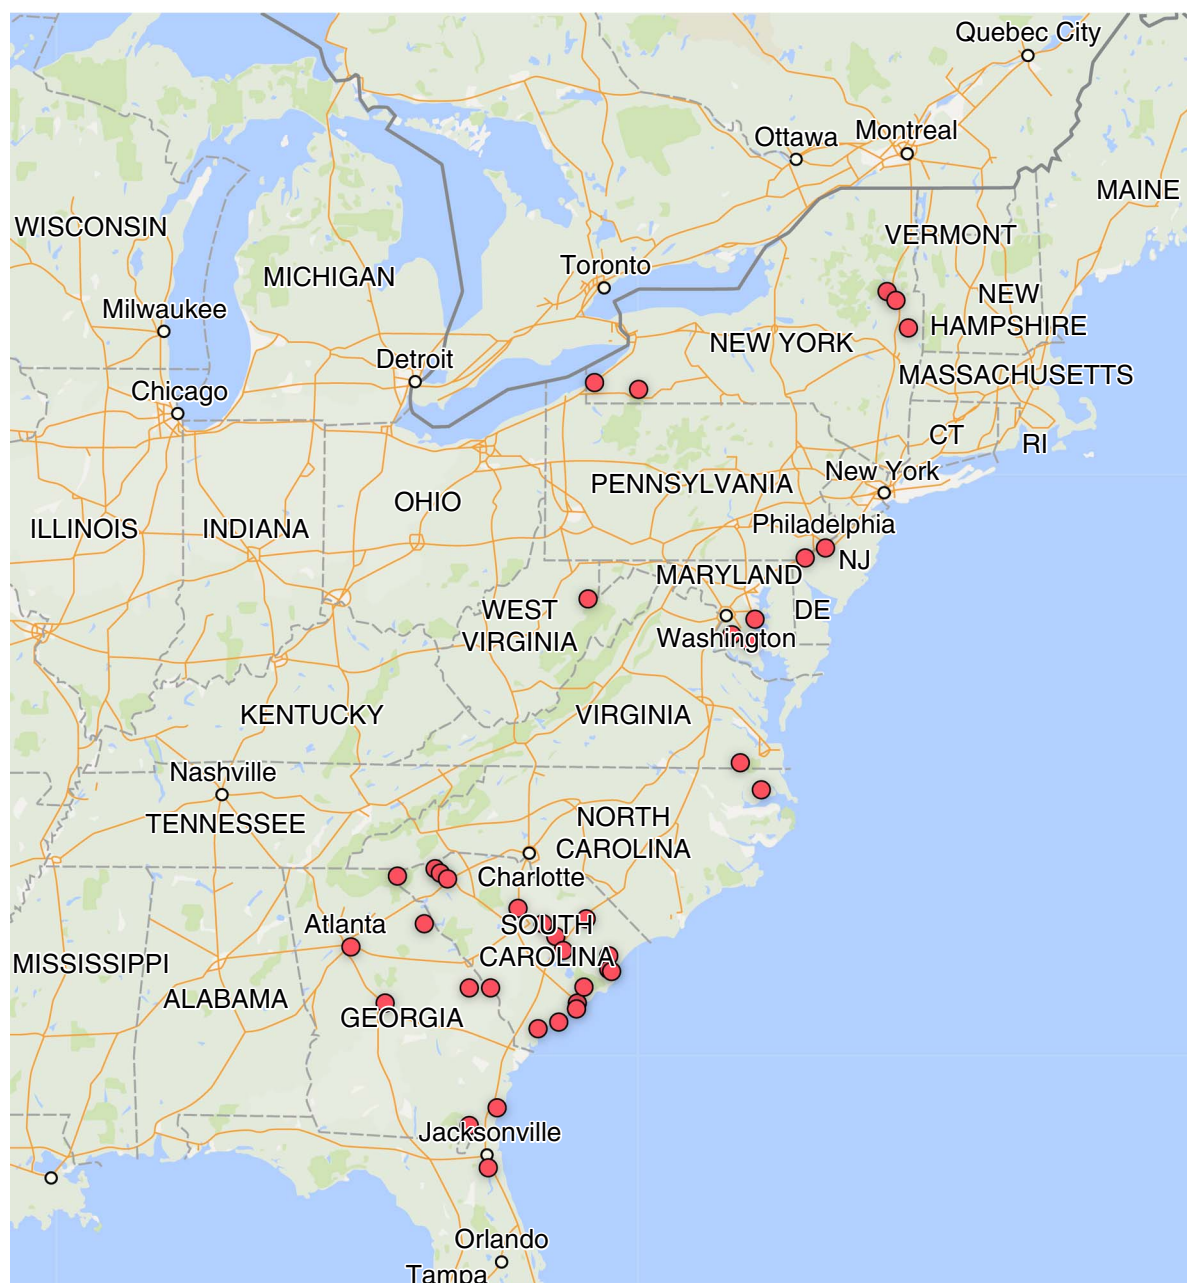 Quebec City
Ottawa
Montreal
MAINE
WISCONSIN
VERMONT
MICHIGAN
Toronto
NEW
HAMPSHIRE
Milwaukee
NEW YORK
Detroit
MASSACHUSETTS
Chicago
CT
RI
New York
PENNSYLVANIA
OHIO
ILLINOIS
INDIANA
Philadelphia
NJ
MARYLAND
WEST
VIRGINIA
DE
Washington
KENTUCKY
VIRGINIA
Nashville
TENNESSEE
NORTH
CAROLINA
Charlotte
Atlanta
SOUTH
CAROLINA
MISSISSIPPI
ALABAMA
GEORGIA
Jacksonville
Orlando
Tampa